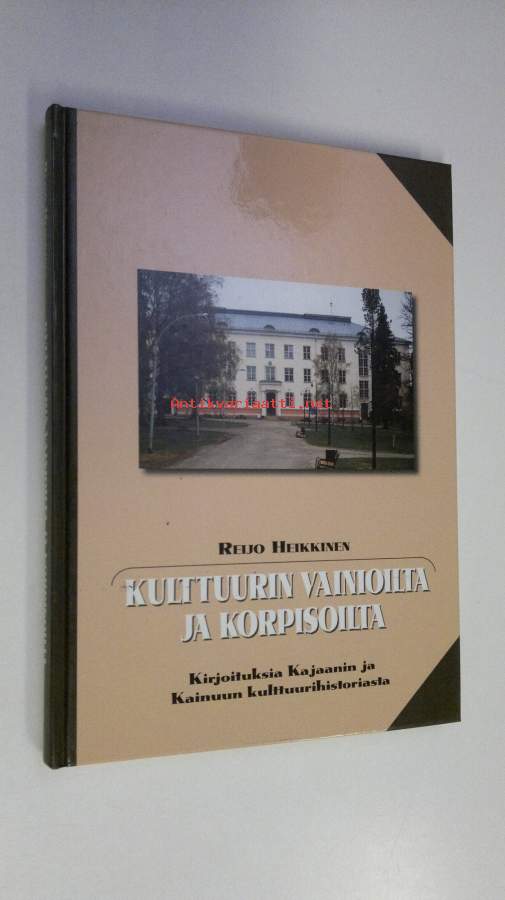 Antikvariaatti.net
REIJO HEIKKINEN
KULTTUURIN VAINIOILTA
JA KORPISOILTA
Kirjoituksia Kajaanin ja
Kainuun kulttuurihistoriasta